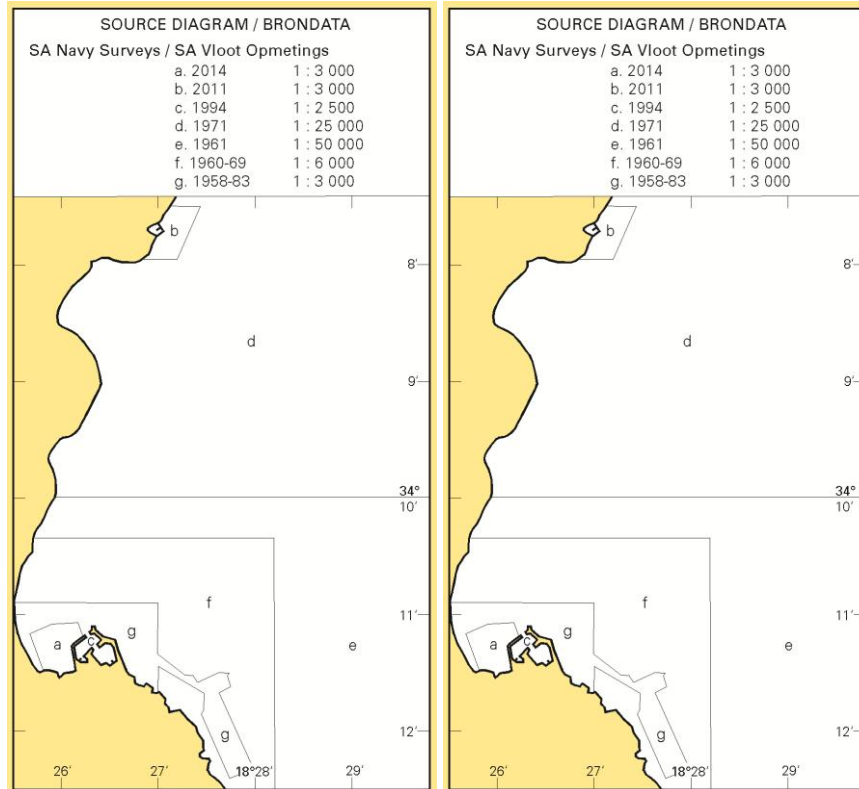 SOURCE DIAGRAM / BRONDATA
SA Navy Surveys / SA Vloot Opmetings
a. 2014 1 : 3 000
b. 2011 1 : 3 000
c. 1994 1 : 2 500
d. 1971 1 : 25 000
e. 1961 1 : 50 000
f. 1960-69 1 : 6 000
g. 1958-83 1 : 3 000
b
8'
d
9'
34°
10'
f
11'
g
a
c
e
g
12'
26'
27'
18°28'
29'
SOURCE DIAGRAM / BRONDATA
SA Navy Surveys / SA Vloot Opmetings
a. 2014 1 : 3 000
b. 2011 1 : 3 000
c. 1994 1 : 2 500
d. 1971 1 : 25 000
e. 1961 1 : 50 000
f. 1960-69 1 : 6 000
g. 1958-83 1 : 3 000
b
8'
d
9'
34°
10'
f
11'
g
a
c
e
g
12'
26'
27'
18°28'
29'